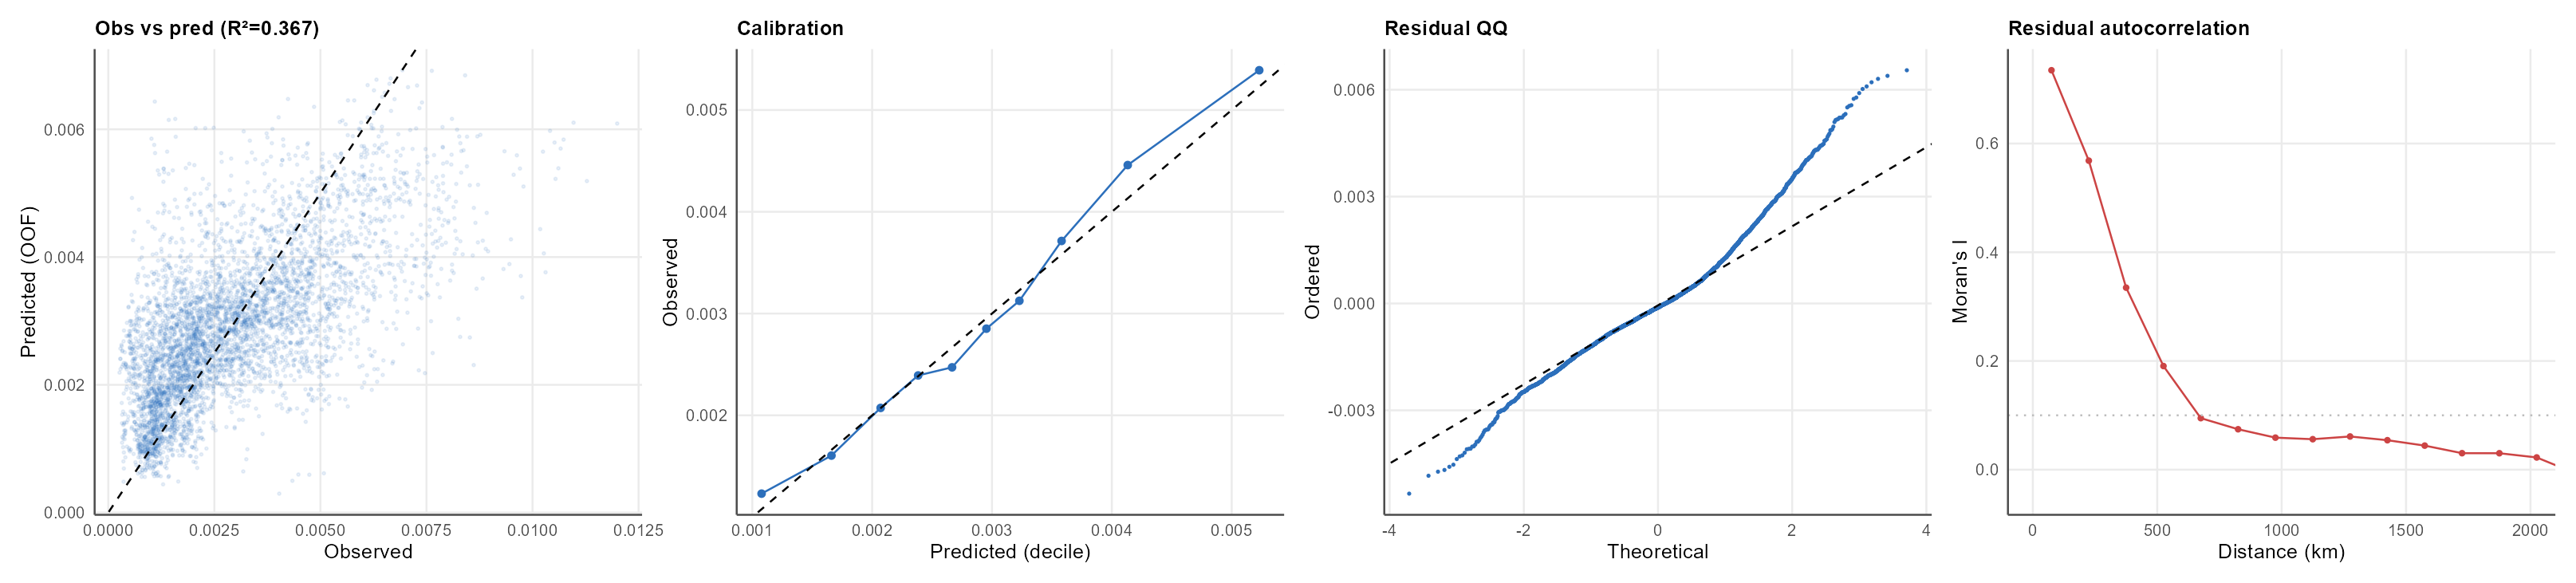 Obs vs pred (R²=0.367)
Predicted (OOF)
0.006
0.004
0.002
0.000
0.0000 0.0025 0.0050 0.0075 0.0100 0.0125
Observed
Calibration
Observed
0.005
0.004
0.003
0.002
0.001 0.002 0.003 0.004 0.005
Predicted (decile)
Residual QQ
Ordered
0.006
0.003
0.000
-0.003
-4 -2 0 2 4
Theoretical
Residual autocorrelation
Moran's I
0.6
0.4
0.2
0.0
0 500 1000 1500 2000
Distance (km)